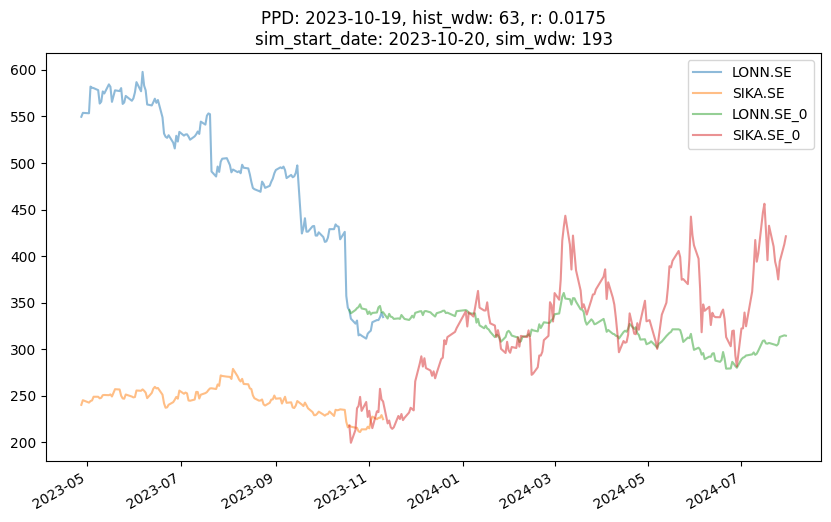 PPD: 2023-10-19, hist_wdw: 63, r: 0.0175
sim_start_date: 2023-10-20, sim_wdw: 193
LONN.SE
SIKA.SE
LONN.SE_0
SIKA.SE_0
600
550
500
450
400
350
300
250
200
2023-05
2023-07
2023-09
2023-11
2024-01
2024-03
2024-05
2024-07